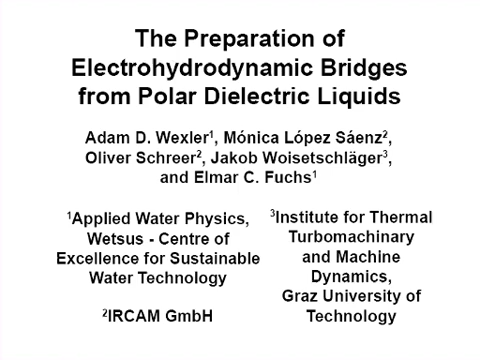 The Preparation of
Electrohydrodynamic Bridges
from Polar Dielectric Liquids
Adam D. Wexler¹, Mónica López Sáenz²,
Oliver Schreer², Jakob Woisetschläger³,
and Elmar C. Fuchs¹
¹Applied Water Physics,
Wetsus - Centre of
Excellence for Sustainable
Water Technology
²IRCAM GmbH
³Institute for Thermal
Turbomachinary
and Machine
Dynamics,
Graz University of
Technology